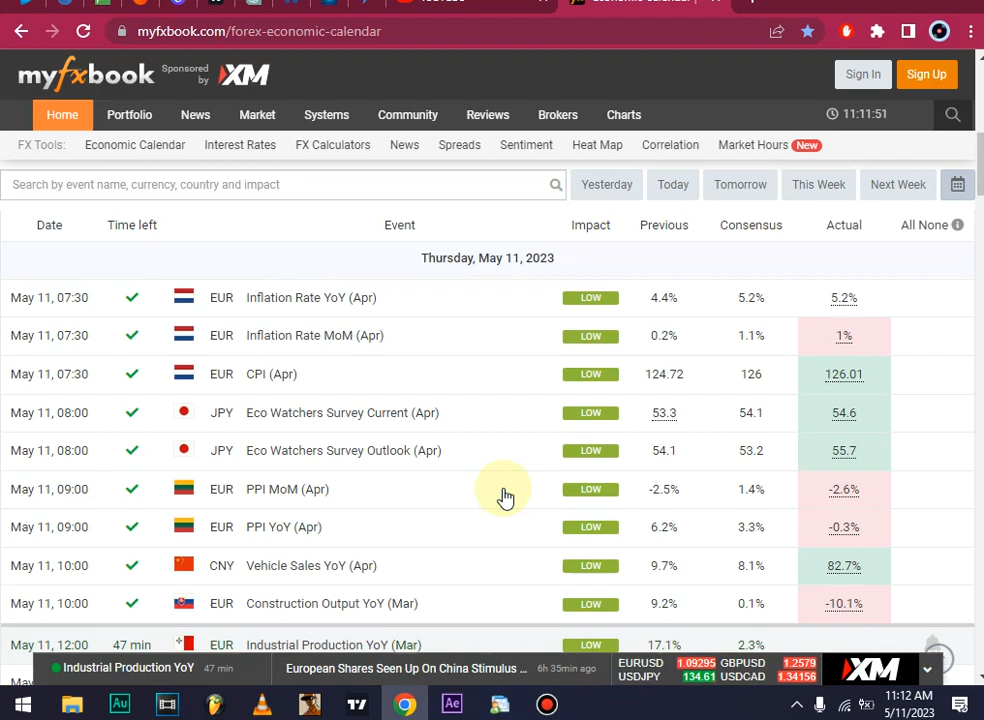 YOUTUBE
Economic Calendar
myfxbook.com/forex-economic-calendar
myfxbook Sponsored by XM
Sign In Sign Up
Home Portfolio News Market Systems Community Reviews Brokers Charts 11:11:51
FX Tools: Economic Calendar Interest Rates FX Calculators News Spreads Sentiment Heat Map Correlation Market Hours New
Search by event name, currency, country and impact Yesterday Today Tomorrow This Week Next Week
Date Time left Event Impact Previous Consensus Actual All None
Thursday, May 11, 2023
May 11, 07:30 EUR Inflation Rate YoY (Apr) LOW 4.4% 5.2% 5.2%
May 11, 07:30 EUR Inflation Rate MoM (Apr) LOW 0.2% 1.1% 1%
May 11, 07:30 EUR CPI (Apr) LOW 124.72 126 126.01
May 11, 08:00 JPY Eco Watchers Survey Current (Apr) LOW 53.3 54.1 54.6
May 11, 08:00 JPY Eco Watchers Survey Outlook (Apr) LOW 54.1 53.2 55.7
May 11, 09:00 EUR PPI MoM (Apr) LOW -2.5% 1.4% -2.6%
May 11, 09:00 EUR PPI YoY (Apr) LOW 6.2% 3.3% -0.3%
May 11, 10:00 CNY Vehicle Sales YoY (Apr) LOW 9.7% 8.1% 82.7%
May 11, 10:00 EUR Construction Output YoY (Mar) LOW 9.2% 0.1% -10.1%
May 11, 12:00 47 min EUR Industrial Production YoY (Mar) LOW 17.1% 2.3%
Industrial Production YoY 47 min European Shares Seen Up On China Stimulus ... 6h 35min ago EURUSD 1.09295 GBPUSD 1.2579 XM
USDJPY 134.61 USDCAD 1.34156
Au Ae 11:12 AM
5/11/2023